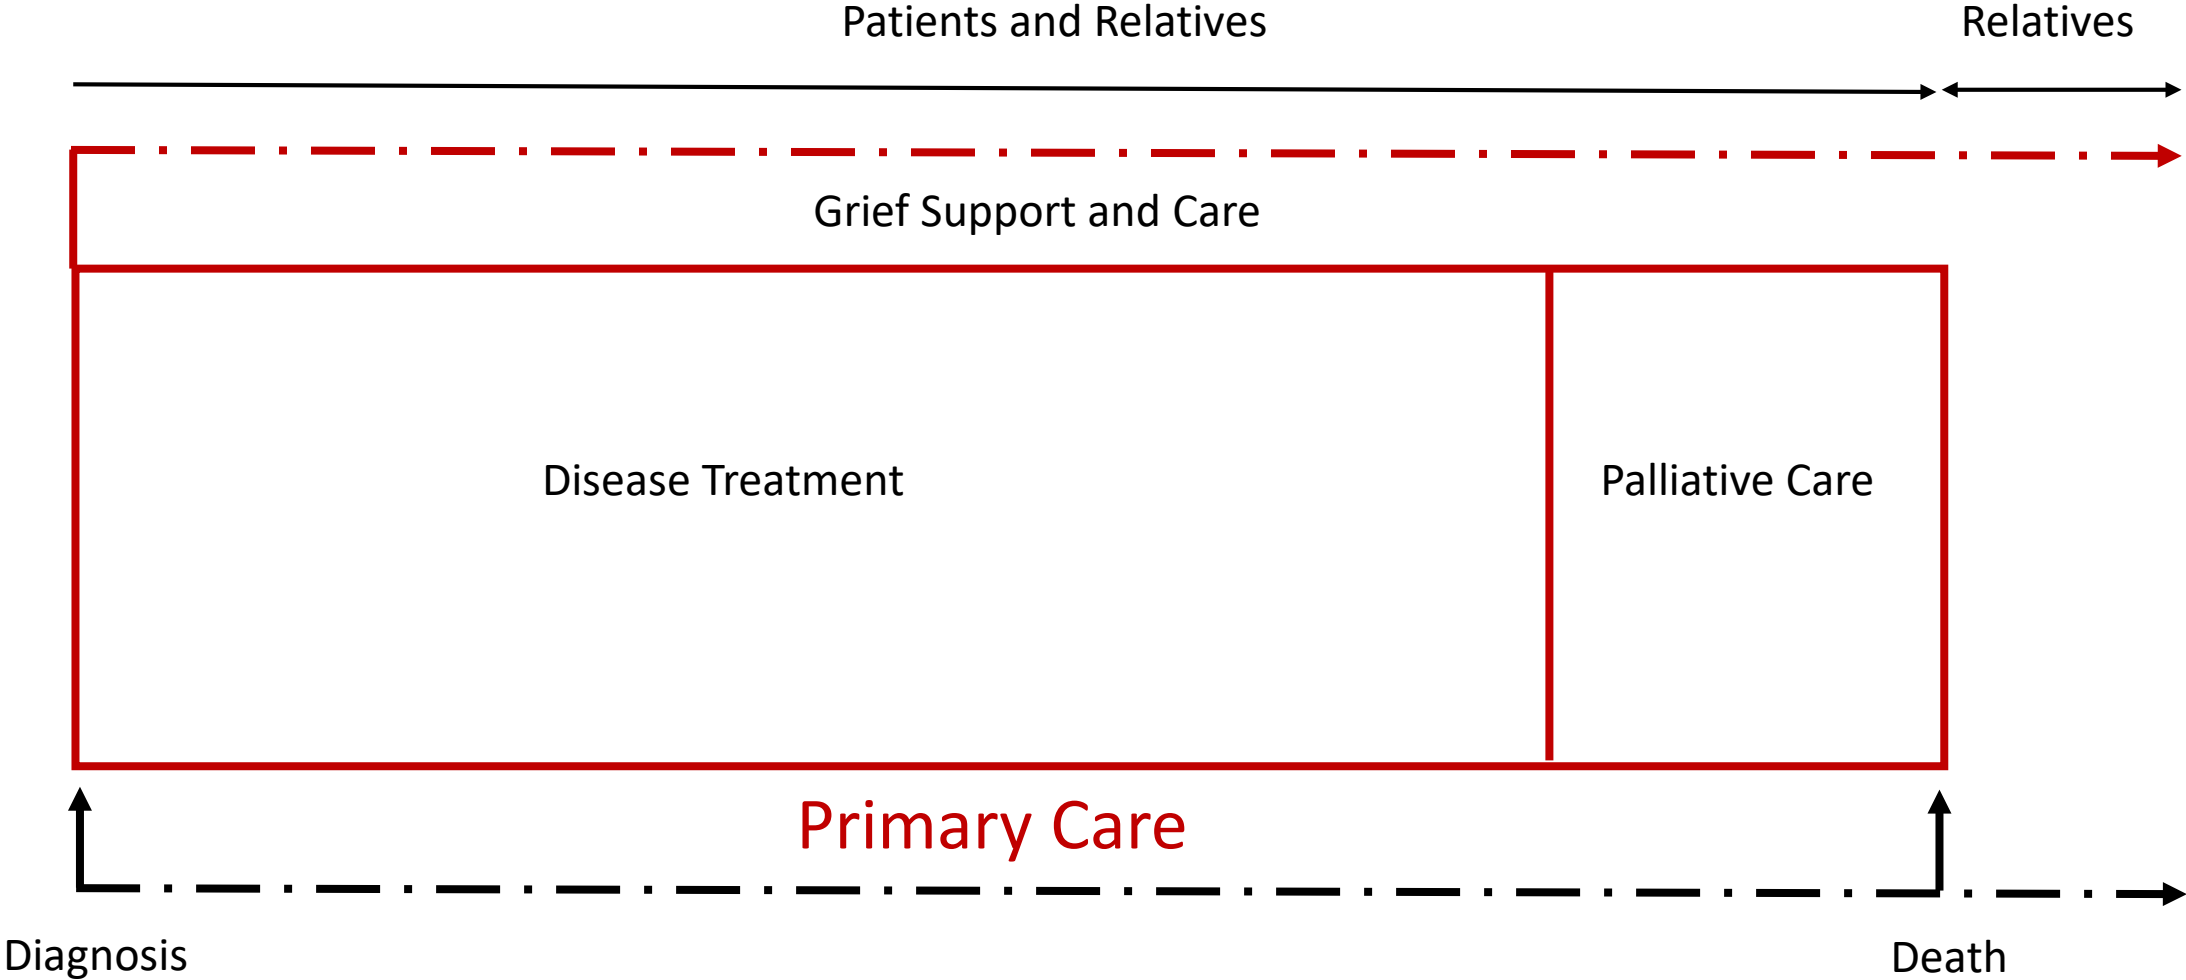 Patients and Relatives
Relatives
Grief Support and Care
Disease Treatment
Palliative Care
Primary Care
Diagnosis
Death